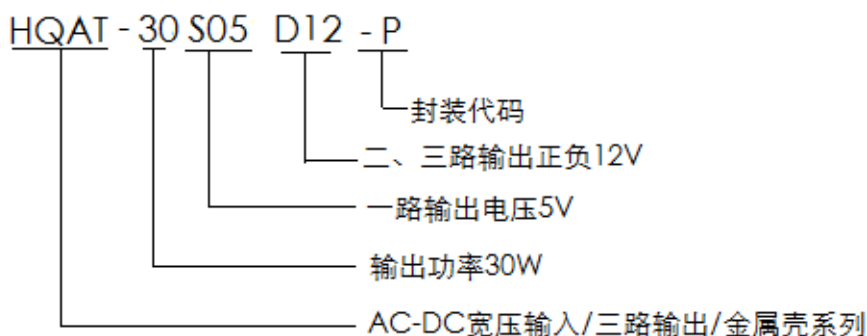 HQAT-30 S05 D12 -P
封装代码
二、三路输出正负12V
一路输出电压5V
输出功率30W
AC-DC宽压输入/三路输出/金属壳系列